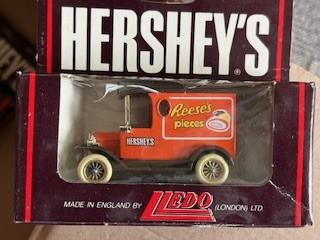 HERSHEY'S®
Reese's
pieces
HERSHEY'S
MADE IN ENGLAND BY LLEDO (LONDON) LTD.